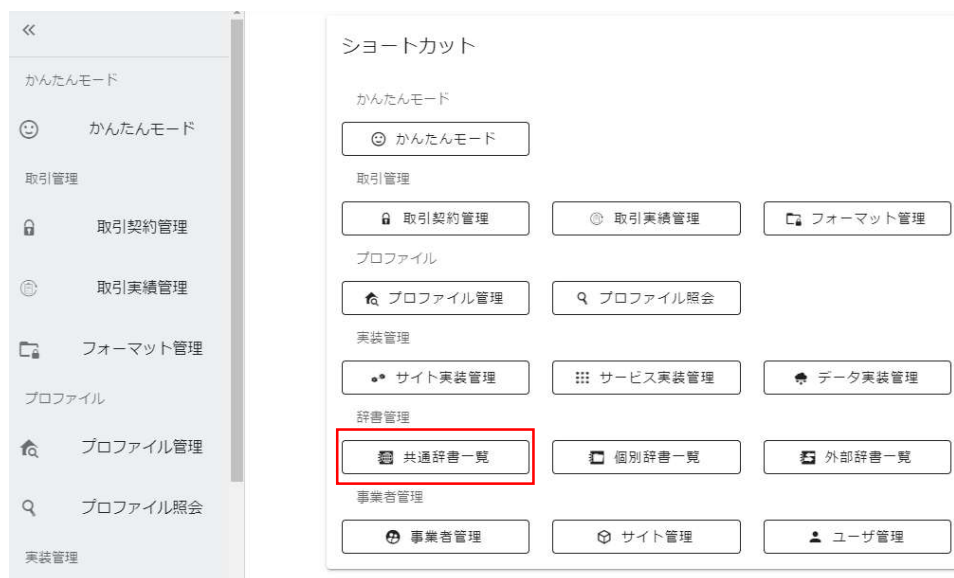 «
かんたんモード
かんたんモード
取引管理
取引契約管理
取引実績管理
フォーマット管理
プロファイル
プロファイル管理
プロファイル照会
実装管理
ショートカット
かんたんモード
かんたんモード
取引管理
取引契約管理 取引実績管理 フォーマット管理
プロファイル
プロファイル管理 プロファイル照会
実装管理
サイト実装管理 サービス実装管理 データ実装管理
辞書管理
共通辞書一覧 個別辞書一覧 外部辞書一覧
事業者管理
事業者管理 サイト管理 ユーザ管理